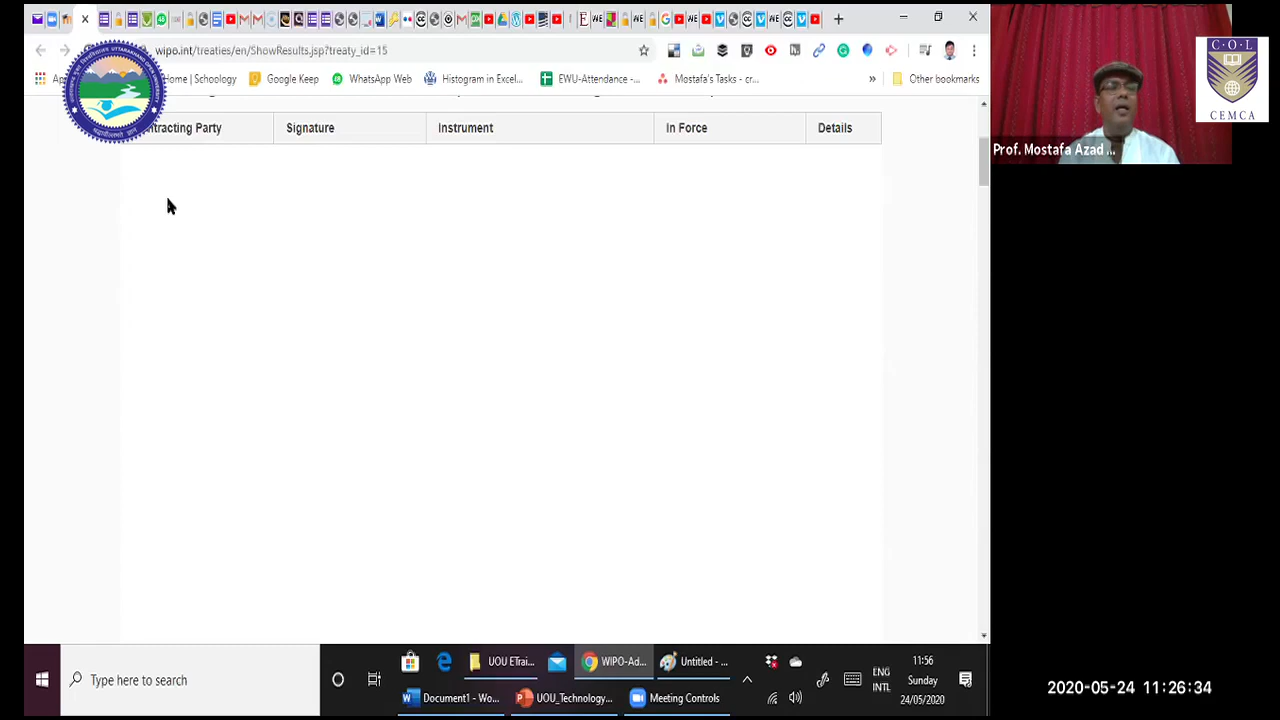 wipo.int/treaties/en/ShowResults.jsp?treaty_id=15
Home | Schoology
Google Keep
WhatsApp Web
Histogram in Excel...
EWU-Attendance -...
Mostafa's Tasks - cr...
»
Other bookmarks
Contracting Party
Signature
Instrument
In Force
Details
C·O·L
CEMCA
Prof. Mostafa Azad ...
Type here to search
UOU ETrai...
WIPO-Ad...
Untitled - ...
Document1 - Wo...
UOU_Technology...
Meeting Controls
ENG
INTL
11:56
Sunday
24/05/2020
2020-05-24 11:26:34